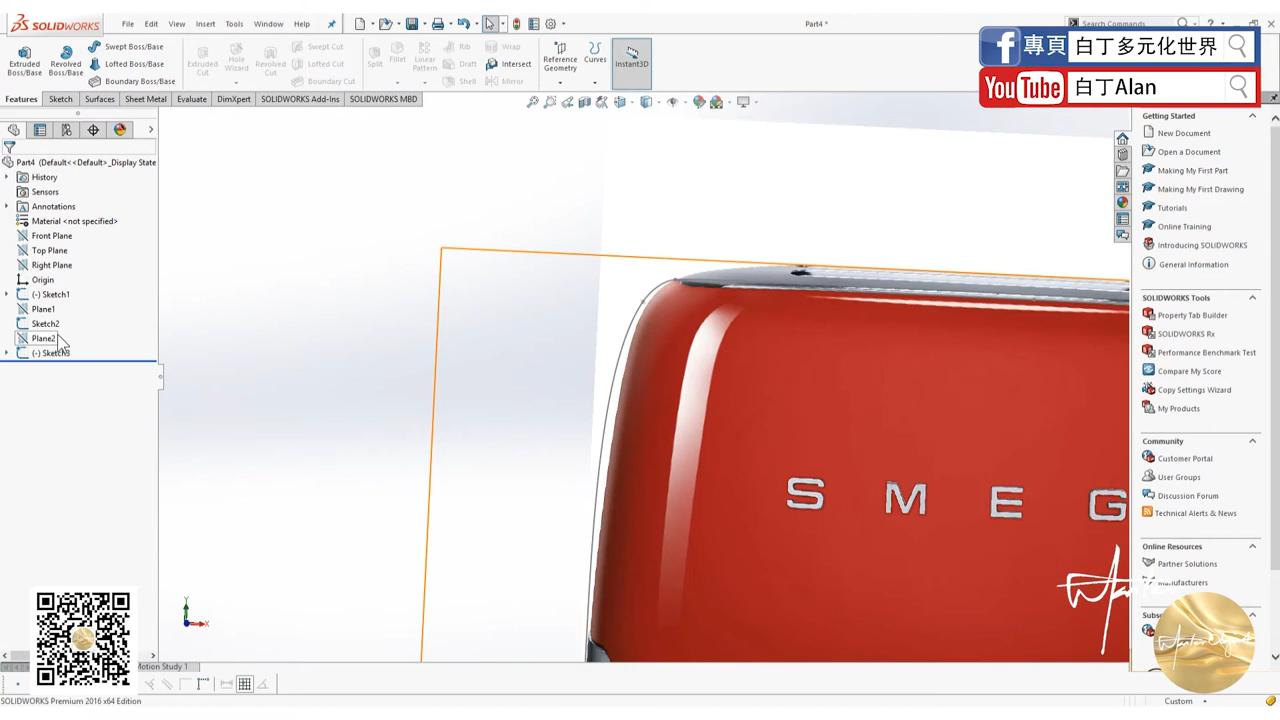 SOLIDWORKS
File Edit View Insert Tools Window Help
Part4 *
Search Commands
專頁 白丁多元化世界
YouTube 白丁Alan
Extruded Boss/Base
Revolved Boss/Base
Swept Boss/Base
Lofted Boss/Base
Boundary Boss/Base
Extruded Cut
Hole Wizard
Revolved Cut
Swept Cut
Lofted Cut
Boundary Cut
Split
Fillet
Linear Pattern
Rib
Draft
Shell
Wrap
Intersect
Mirror
Reference Geometry
Curves
Instant3D
Features Sketch Surfaces Sheet Metal Evaluate DimXpert SOLIDWORKS Add-Ins SOLIDWORKS MBD
Part4 (Default<<Default>_Display State
History
Sensors
Annotations
Material <not specified>
Front Plane
Top Plane
Right Plane
Origin
(-) Sketch1
Plane1
Sketch2
Plane2
(-) Sketch3
S M E G
Y
X
Getting Started
New Document
Open a Document
Making My First Part
Making My First Drawing
Tutorials
Online Training
Introducing SOLIDWORKS
General Information
SOLIDWORKS Tools
Property Tab Builder
SOLIDWORKS Rx
Performance Benchmark Test
Compare My Score
Copy Settings Wizard
My Products
Community
Customer Portal
User Groups
Discussion Forum
Technical Alerts & News
Online Resources
Partner Solutions
Manufacturers
Motion Study 1
SOLIDWORKS Premium 2016 x64 Edition
Custom